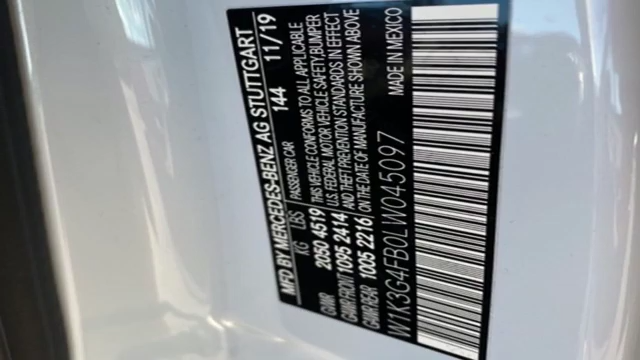 MFD BY MERCEDES-BENZ AG STUTTGART
KG LBS PASSENGER CAR 144 11/19
GVWR 2050 4519 THIS VEHICLE CONFORMS TO ALL APPLICABLE
GAWR FRONT 1095 2414 U.S. FEDERAL MOTOR VEHICLE SAFETY, BUMPER
GAWR REAR 1005 2216 AND THEFT PREVENTION STANDARDS IN EFFECT
ON THE DATE OF MANUFACTURE SHOWN ABOVE
W1K3G4FB0LW045097 MADE IN MEXICO